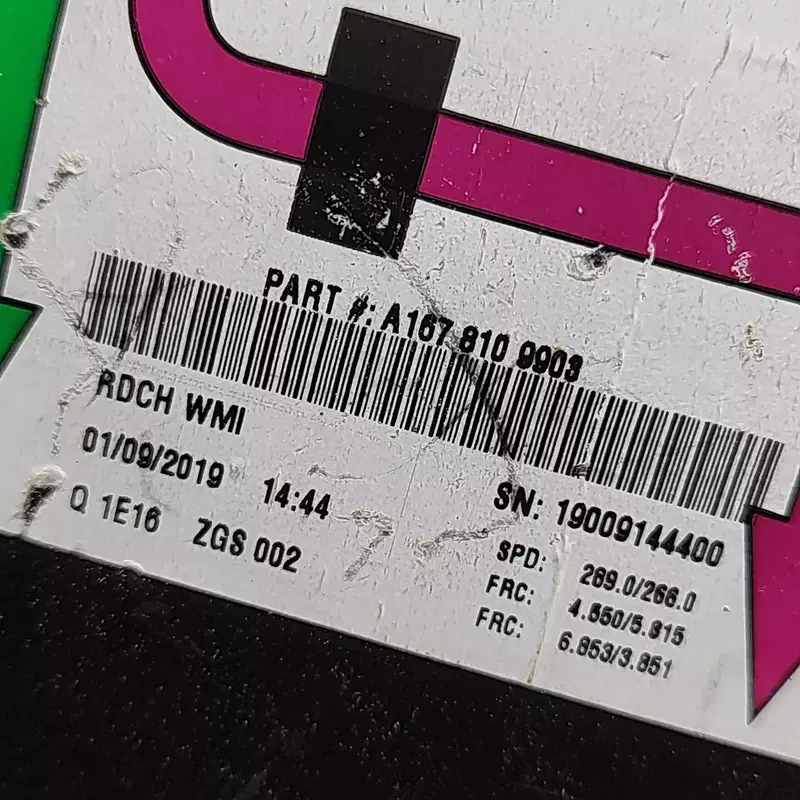 PART #: A167 810 9903
RDCH WMI
01/09/2019 14:44
Q 1E16 ZGS 002
SN: 19009144400
SPD: 269.0/266.0
FRC: 4.550/5.815
FRC: 6.853/3.851